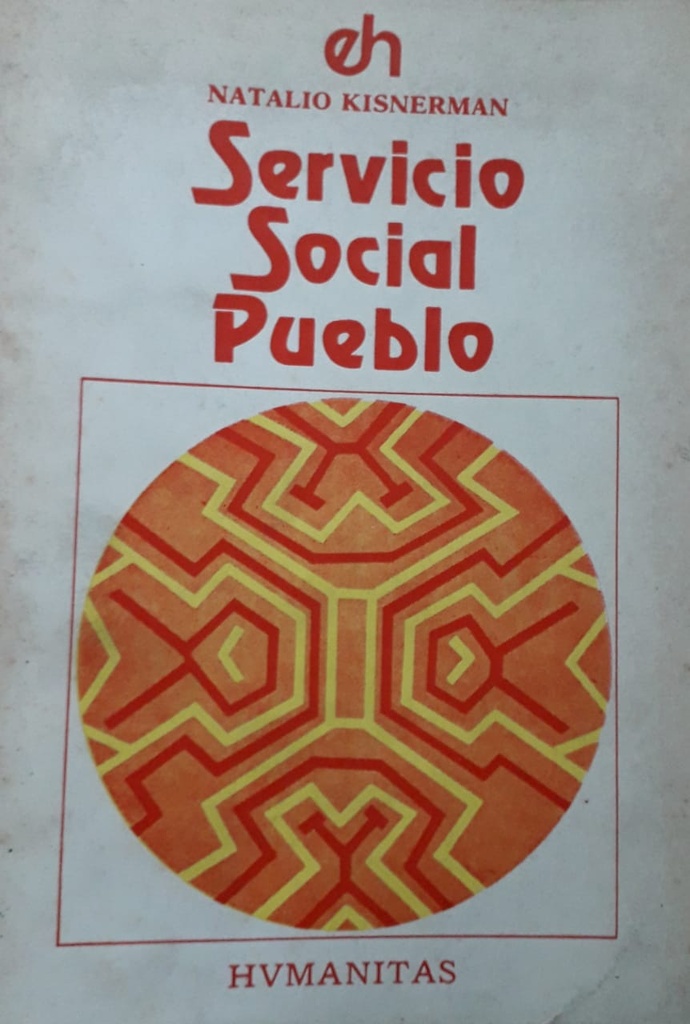 eh
NATALIO KISNERMAN
Servicio
Social
Pueblo
HVMANITAS